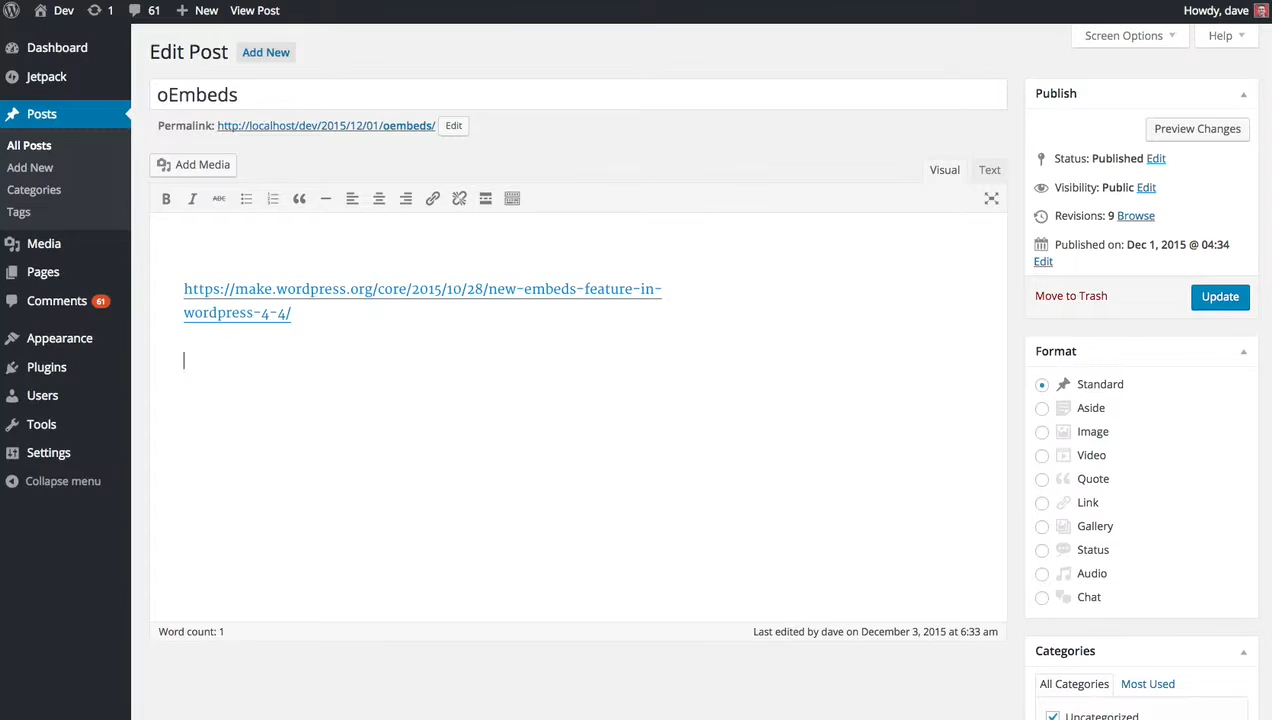 Dev 1 61 New View Post Howdy, dave
Screen Options Help
Dashboard
Jetpack
Posts
All Posts
Add New
Categories
Tags
Media
Pages
Comments 61
Appearance
Plugins
Users
Tools
Settings
Collapse menu
Edit Post Add New
oEmbeds
Permalink: http://localhost/dev/2015/12/01/oembeds/ Edit
Add Media
Visual Text
B I ABC
https://make.wordpress.org/core/2015/10/28/new-embeds-feature-in-
wordpress-4-4/
Word count: 1 Last edited by dave on December 3, 2015 at 6:33 am
Publish
Preview Changes
Status: Published Edit
Visibility: Public Edit
Revisions: 9 Browse
Published on: Dec 1, 2015 @ 04:34
Edit
Move to Trash Update
Format
Standard
Aside
Image
Video
Quote
Link
Gallery
Status
Audio
Chat
Categories
All Categories Most Used
Uncategorized